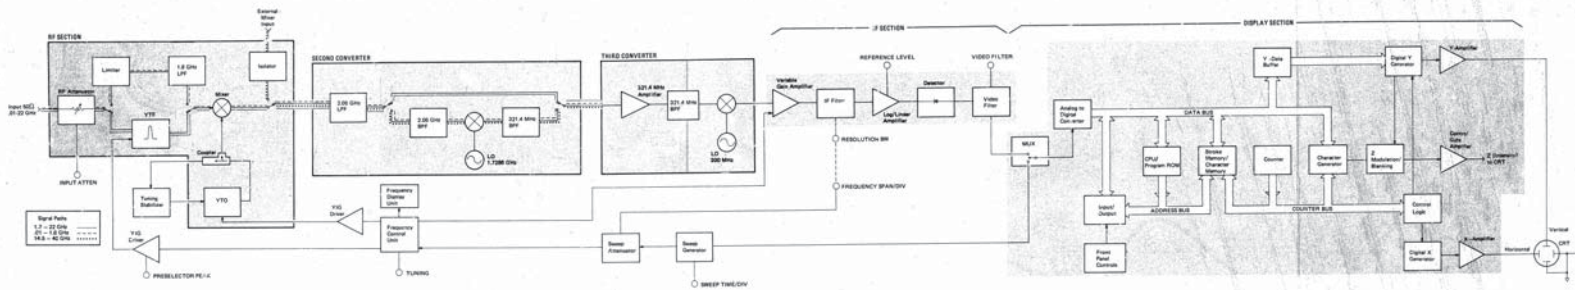 RF SECTION
External
Mixer
Input
Limiter
1.8 GHz
LPF
Isolator
RF Attenuator
Mixer
Input 50Ω
.01-22 GHz
YTF
Coupler
INPUT ATTEN
Tuning
Stabilizer
YTO
Signal Paths
1.7 – 22 GHz
.01 – 1.8 GHz
14.5 – 40 GHz
YIG
Driver
PRESELECTOR PEAK
SECOND CONVERTER
2.05 GHz
LPF
2.05 GHz
BPF
321.4 MHz
BPF
LO
1.7286 GHz
YIG
Driver
Frequency
Display
Unit
Frequency
Control
Unit
TUNING
THIRD CONVERTER
321.4 MHz
Amplifier
321.4 MHz
BPF
LO
300 MHz
Sweep
Attenuator
Sweep
Generator
SWEEP TIME/DIV
IF SECTION
Variable
Gain Amplifier
IF Filter
REFERENCE LEVEL
Log/Linear
Amplifier
Detector
VIDEO FILTER
Video
Filter
RESOLUTION BW
FREQUENCY SPAN/DIV
MUX
DISPLAY SECTION
Analog to
Digital
Converter
Y-Data
Buffer
Digital Y
Generator
Y-Amplifier
DATA BUS
CPU/
Program ROM
Stroke
Memory/
Character
Memory
Counter
Character
Generator
Z
Modulation/
Blanking
Control
Gate
Amplifier
Z (Intensity)
to CRT
Input/
Output
ADDRESS BUS
COUNTER BUS
Control
Logic
Front
Panel
Controls
Digital X
Generator
X-Amplifier
Horizontal
Vertical
CRT